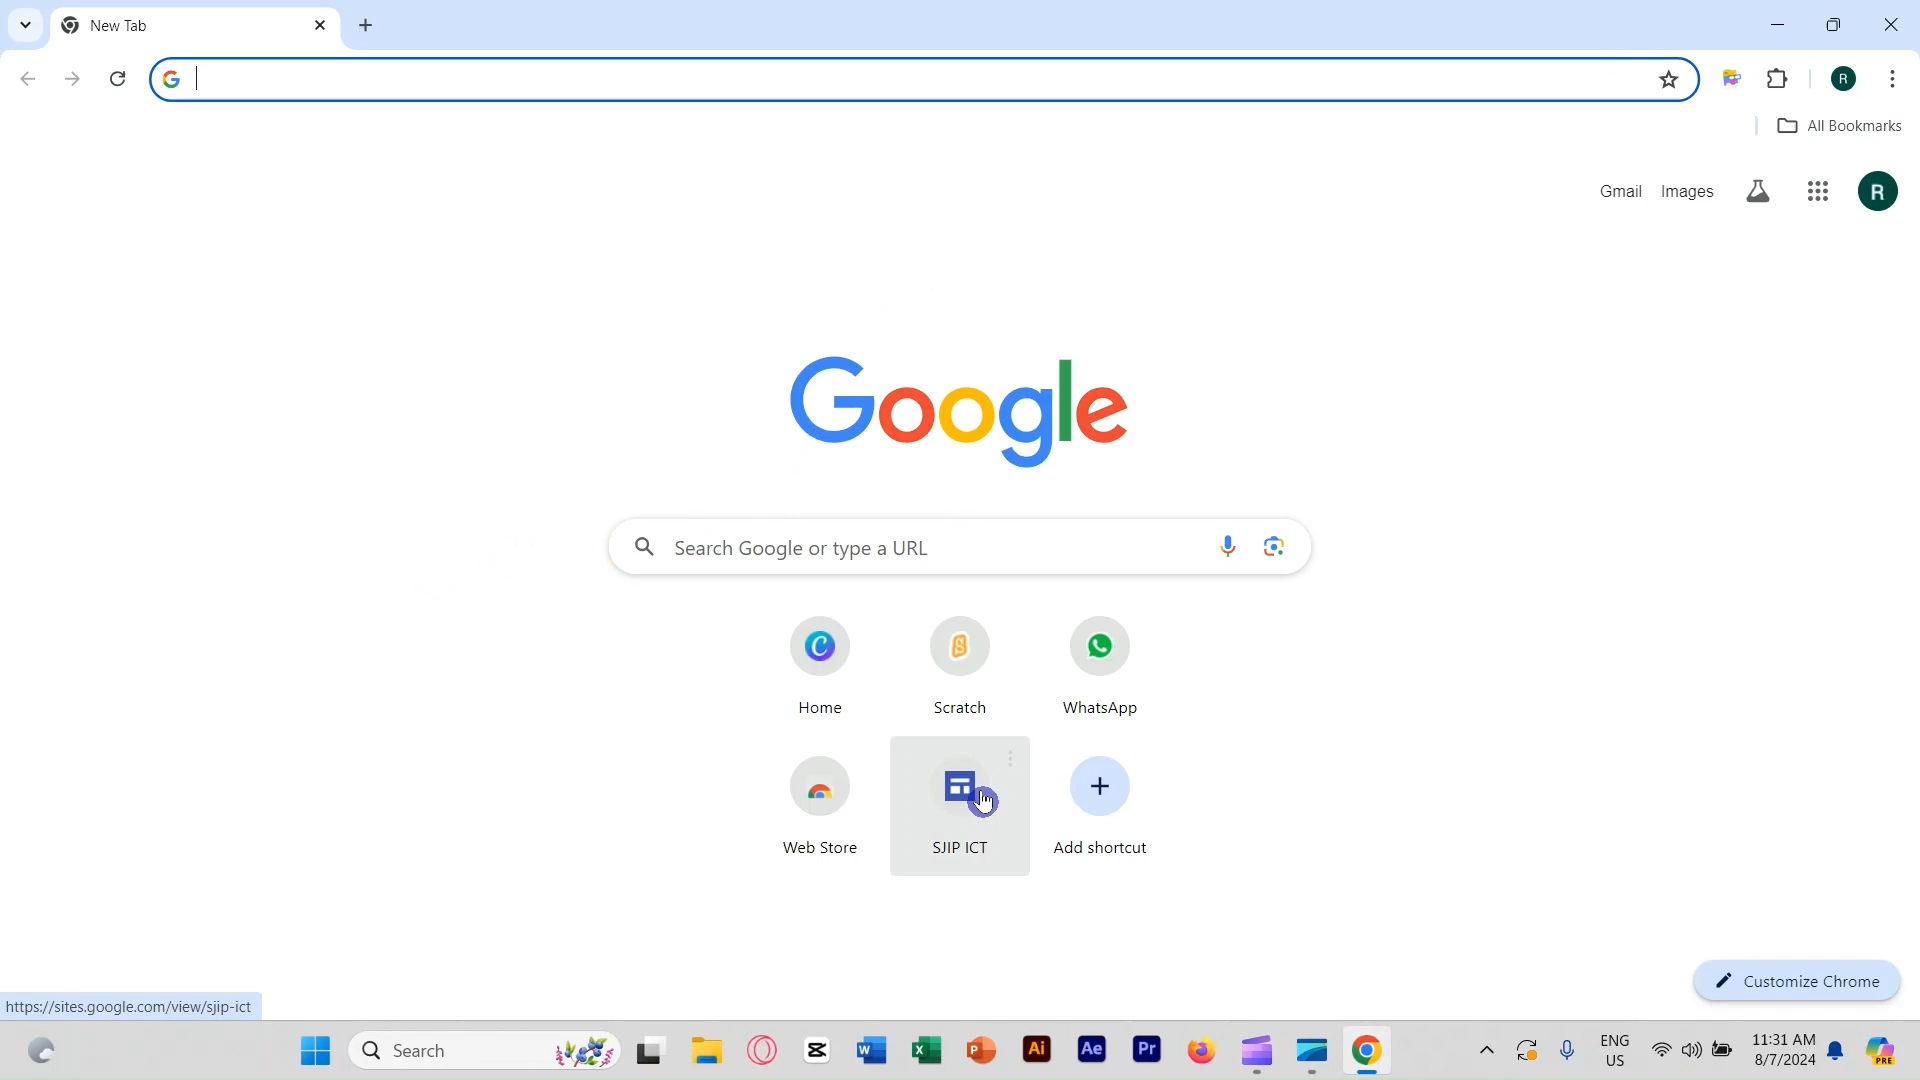 New Tab
All Bookmarks
Gmail Images R
Google
Search Google or type a URL
Home Scratch WhatsApp
Web Store SJIP ICT Add shortcut
Customize Chrome
https://sites.google.com/view/sjip-ict
Search
ENG
US
11:31 AM
8/7/2024